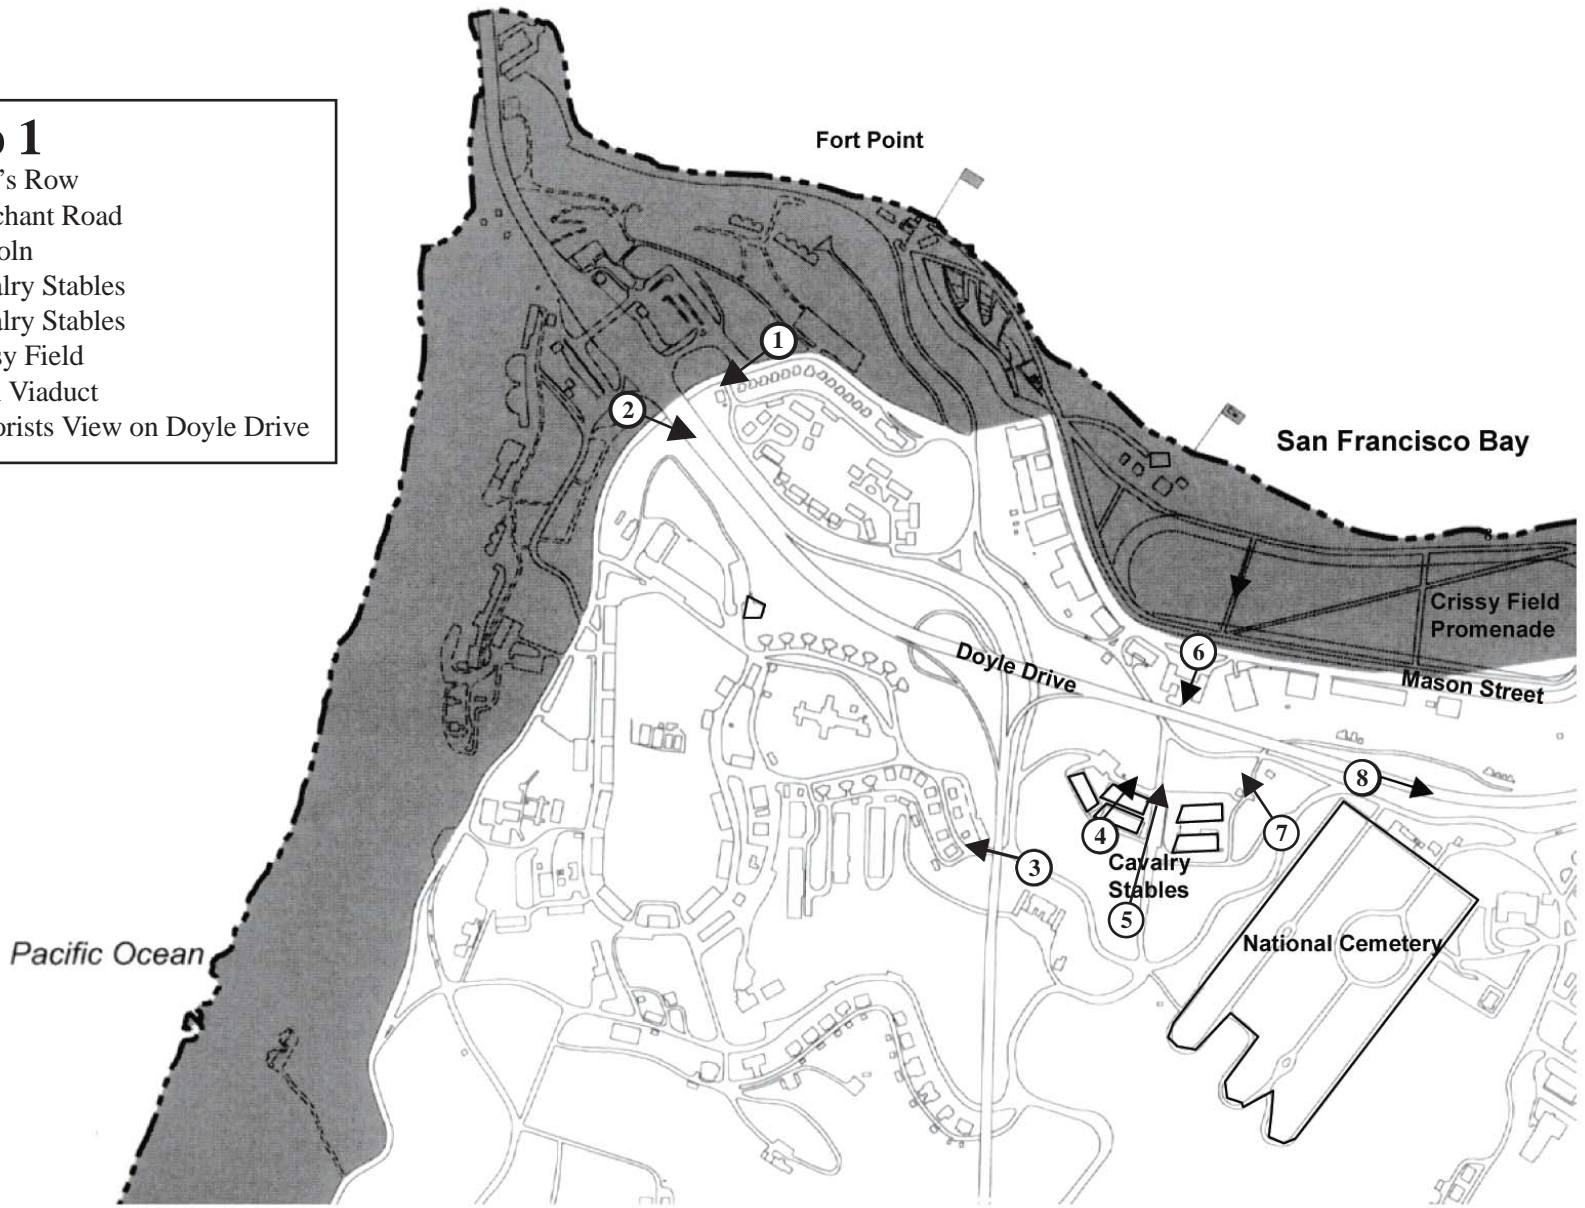 1
's Row
chant Road
oln
alry Stables
alry Stables
sy Field
Viaduct
orists View on Doyle Drive
Fort Point
San Francisco Bay
1
2
Crissy Field
Promenade
6
Doyle Drive
Mason Street
8
4
7
Cavalry
Stables
3
5
National Cemetery
Pacific Ocean